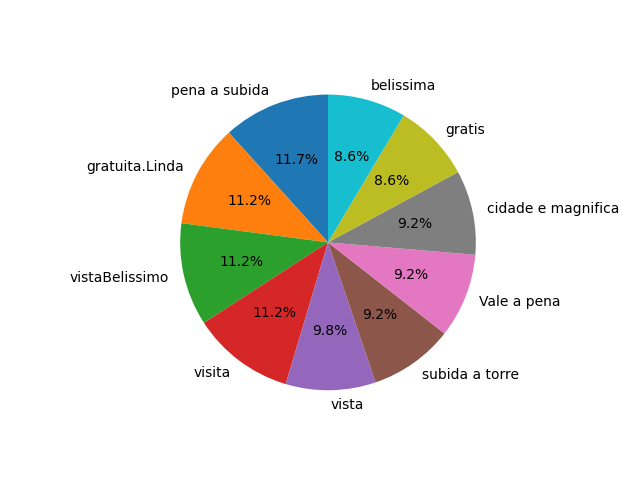 belissima
pena a subida
gratis
gratuita.Linda
8.6%
11.7%
8.6%
11.2%
cidade e magnifica
9.2%
11.2%
9.2%
vistaBelissimo
Vale a pena
11.2%
9.2%
9.8%
visita
subida a torre
vista